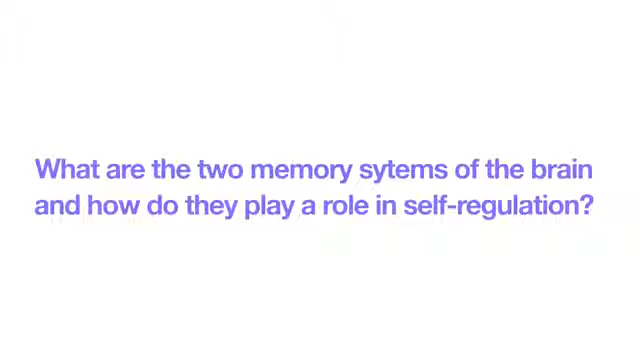 What are the two memory sytems of the brain
and how do they play a role in self-regulation?